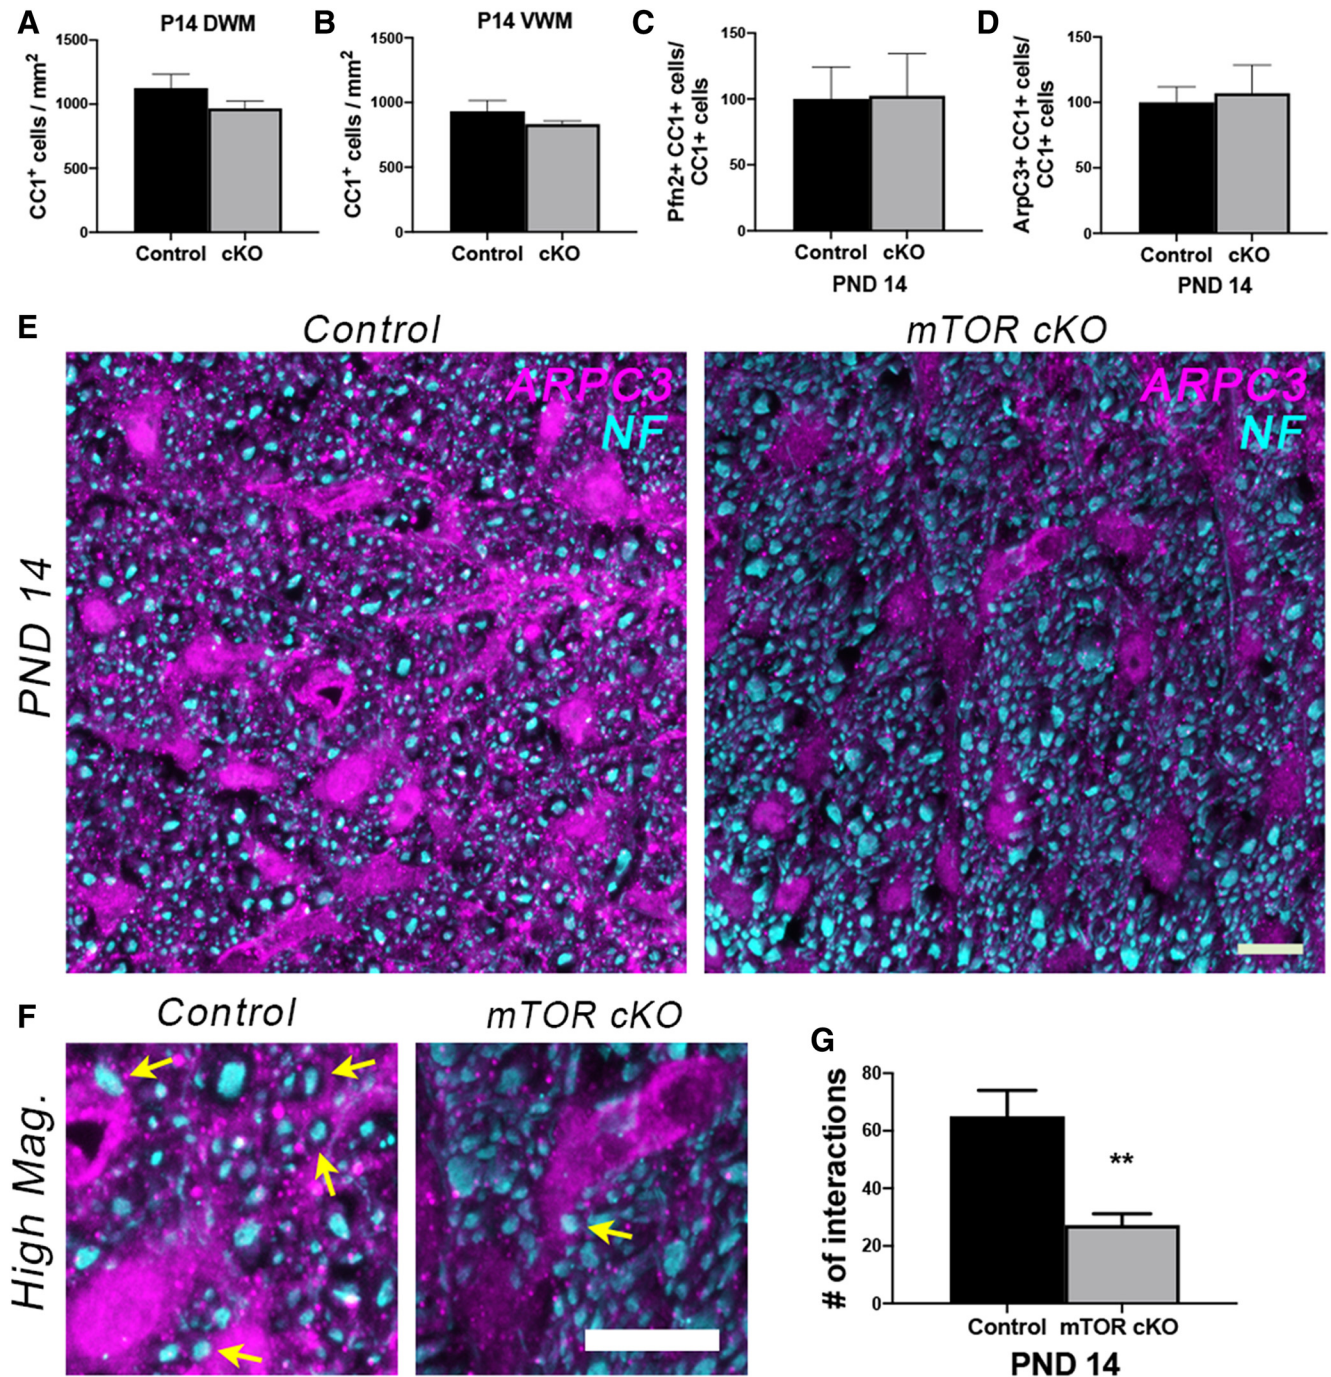 A
P14 DWM
CC1+ cells / mm2
1500
1000
500
0
Control cKO
B
P14 VWM
CC1+ cells / mm2
1500
1000
500
0
Control cKO
C
Pfn2+ CC1+ cells/
CC1+ cells
150
100
50
0
Control cKO
PND 14
D
ArpC3+ CC1+ cells/
CC1+ cells
150
100
50
0
Control cKO
PND 14
E
Control
mTOR cKO
PND 14
ARPC3
NF
ARPC3
NF
F
Control
mTOR cKO
High Mag.
G
# of interactions
80
60
40
20
0
**
Control mTOR cKO
PND 14